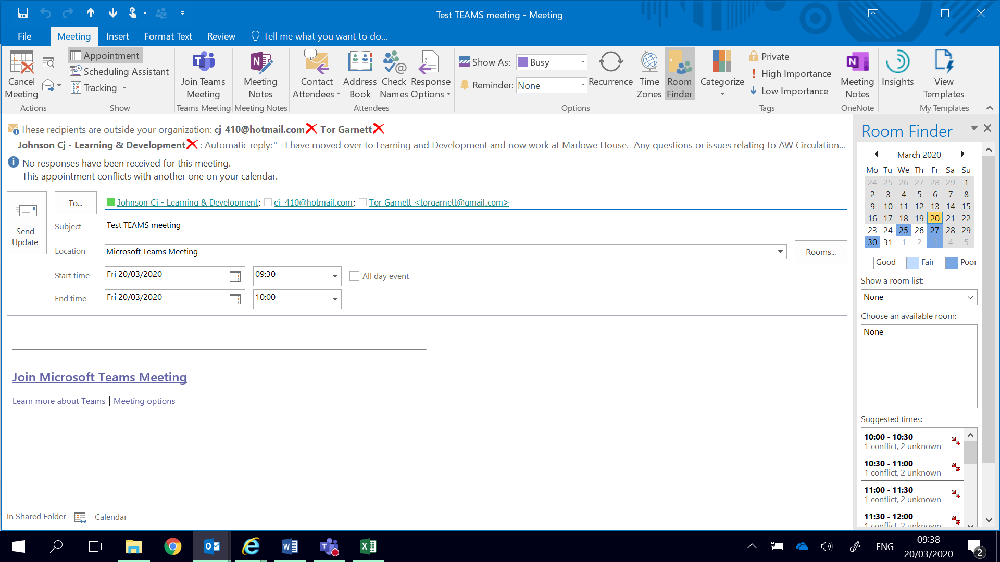 Test TEAMS meeting - Meeting
File Meeting Insert Format Text Review Tell me what you want to do...
Cancel Meeting
Actions
Appointment
Scheduling Assistant
Tracking
Show
Join Teams Meeting
Teams Meeting
Meeting Notes
Meeting Notes
Contact Attendees
Address Book
Check Names
Response Options
Attendees
Show As: Busy
Reminder: None
Recurrence
Time Zones
Room Finder
Options
Categorize
Private
High Importance
Low Importance
Tags
Meeting Notes
OneNote
Insights
View Templates
My Templates
These recipients are outside your organization: cj_410@hotmail.com Tor Garnett
Johnson Cj - Learning & Development : Automatic reply:" I have moved over to Learning and Development and now work at Marlowe House. Any questions or issues relating to AW Circulation...
No responses have been received for this meeting.
This appointment conflicts with another one on your calendar.
Send Update
To... Johnson Cj - Learning & Development; cj_410@hotmail.com; Tor Garnett <torgarnett@gmail.com>
Subject Test TEAMS meeting
Location Microsoft Teams Meeting Rooms...
Start time Fri 20/03/2020 09:30 All day event
End time Fri 20/03/2020 10:00
Join Microsoft Teams Meeting
Learn more about Teams | Meeting options
In Shared Folder Calendar
Room Finder
March 2020
Mo Tu We Th Fr Sa Su
24 25 26 27 28 29 1
2 3 4 5 6 7 8
9 10 11 12 13 14 15
16 17 18 19 20 21 22
23 24 25 26 27 28 29
30 31 1 2 3 4 5
Good Fair Poor
Show a room list:
None
Choose an available room:
None
Suggested times:
10:00 - 10:30
1 conflict, 2 unknown
10:30 - 11:00
1 conflict, 2 unknown
11:00 - 11:30
1 conflict, 2 unknown
11:30 - 12:00
1 conflict, 2 unknown
ENG
09:38
20/03/2020
2